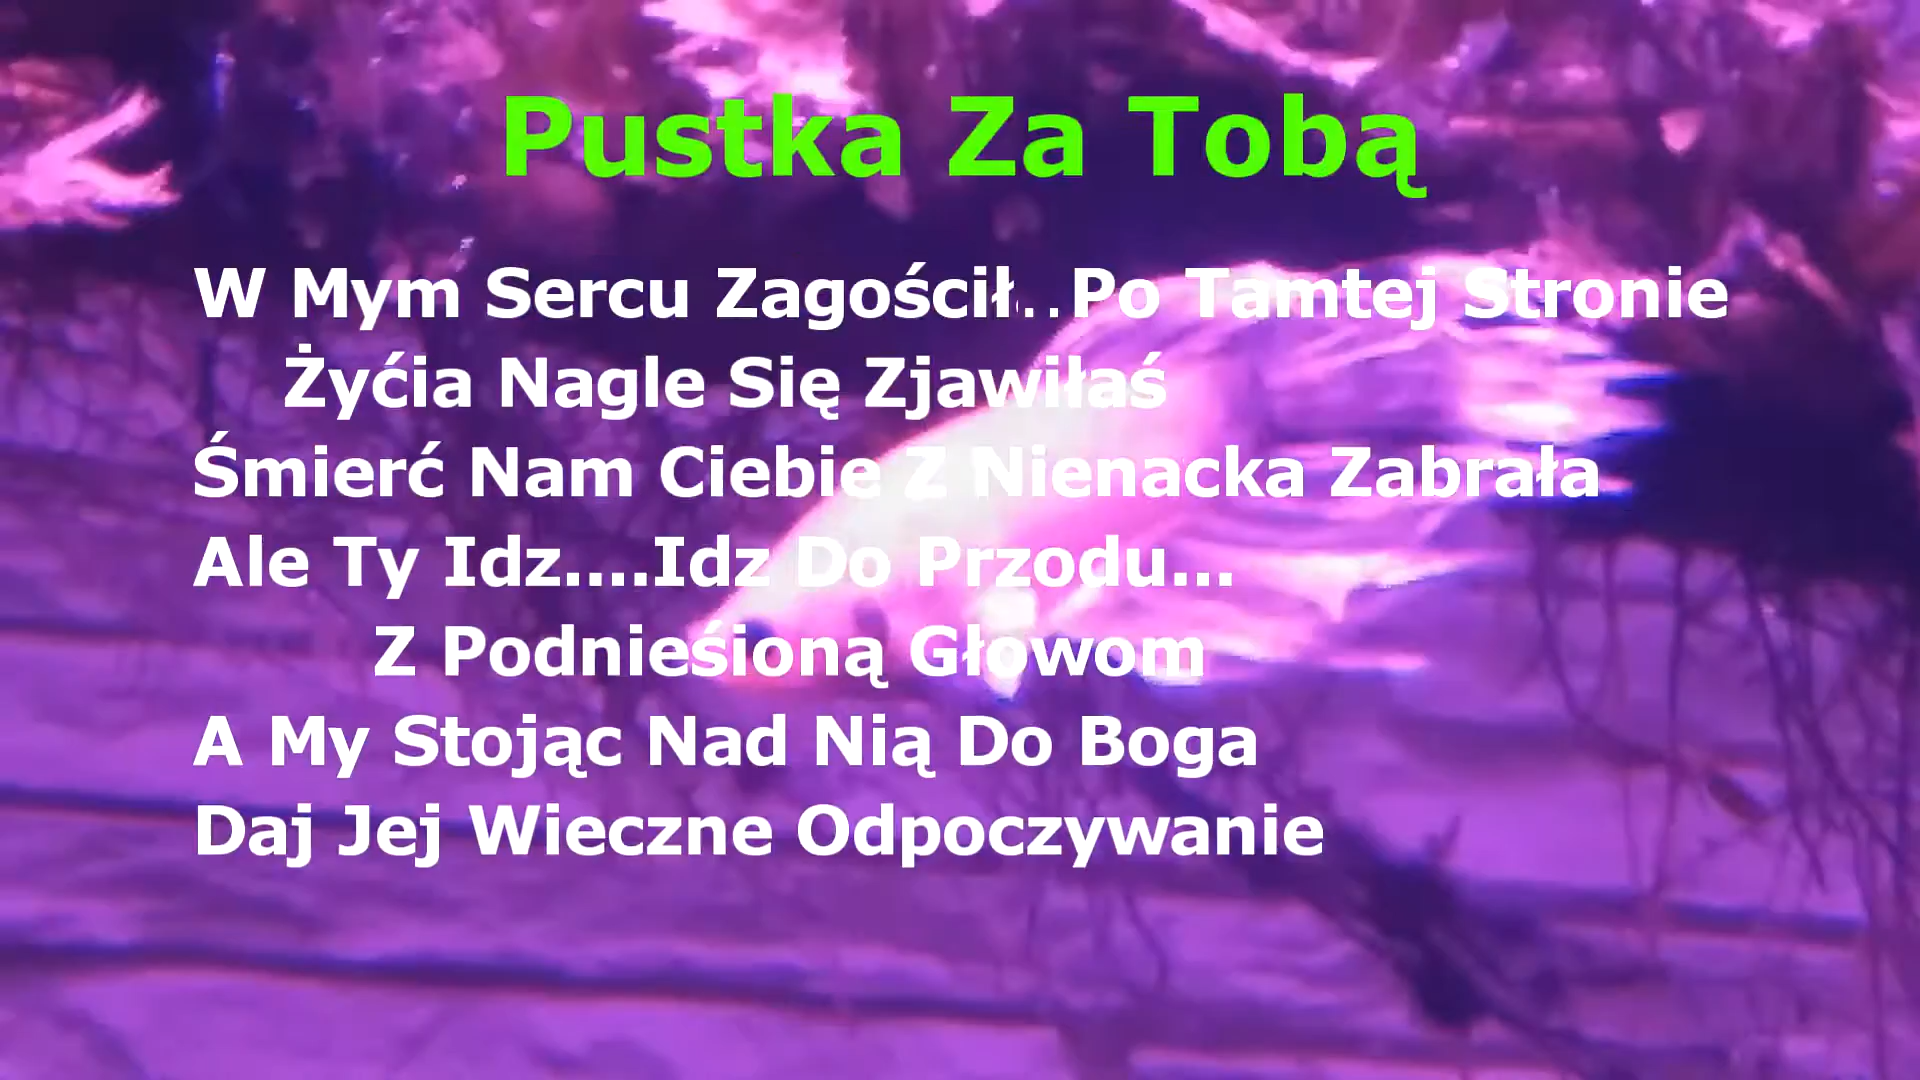 Pustka Za Tobą
W Mym Sercu Zagościł...Po Tamtej Stronie
Żyćia Nagle Się Zjawiłaś
Śmierć Nam Ciebie Z Nienacka Zabrała
Ale Ty Idz....Idz Do Przodu...
Z Podnieśioną Głowom
A My Stojąc Nad Nią Do Boga
Daj Jej Wieczne Odpoczywanie